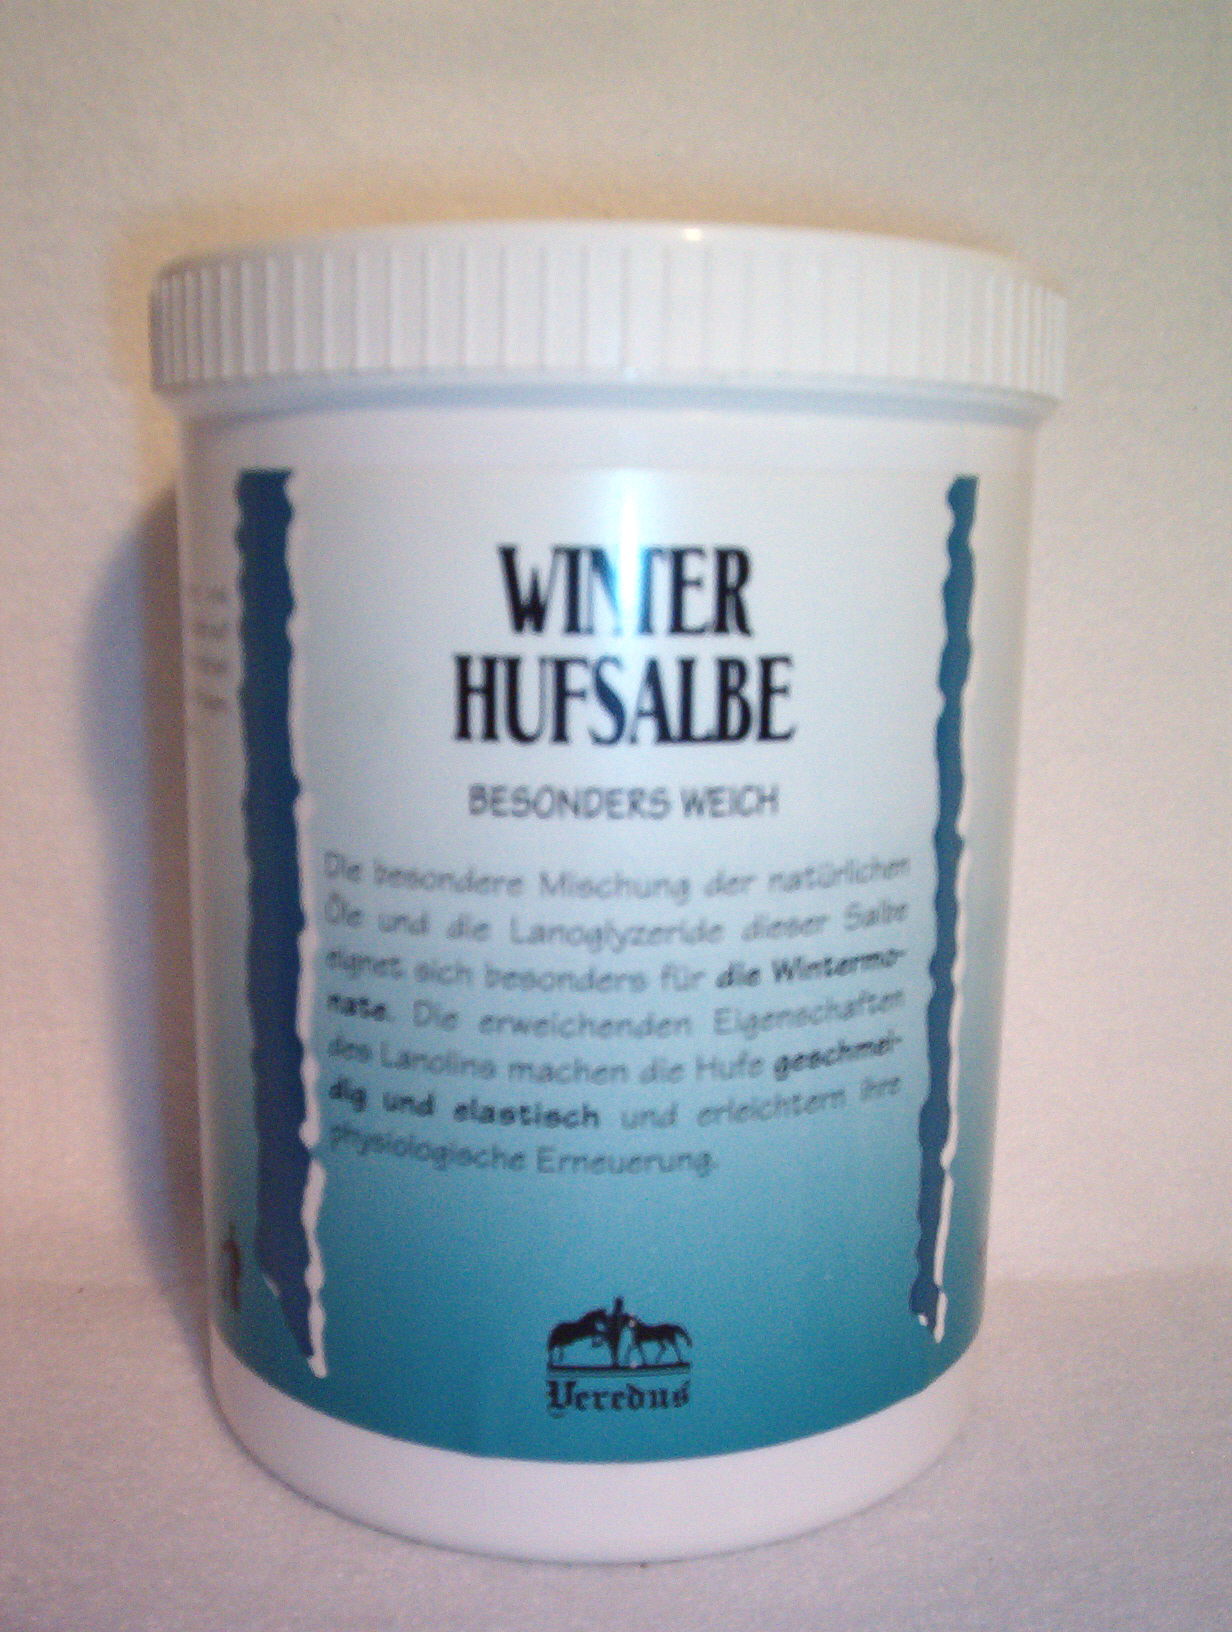 WINTER
HUFSALBE
BESONDERS WEICH
Die besondere Mischung der natürlichen
Öle und die Lanoglyzeride dieser Salbe
eignet sich besonders für die Wintermo-
nate. Die erweichenden Eigenschaften
des Lanolins machen die Hufe geschmei-
dig und elastisch und erleichtern ihre
physiologische Erneuerung.
Veredus